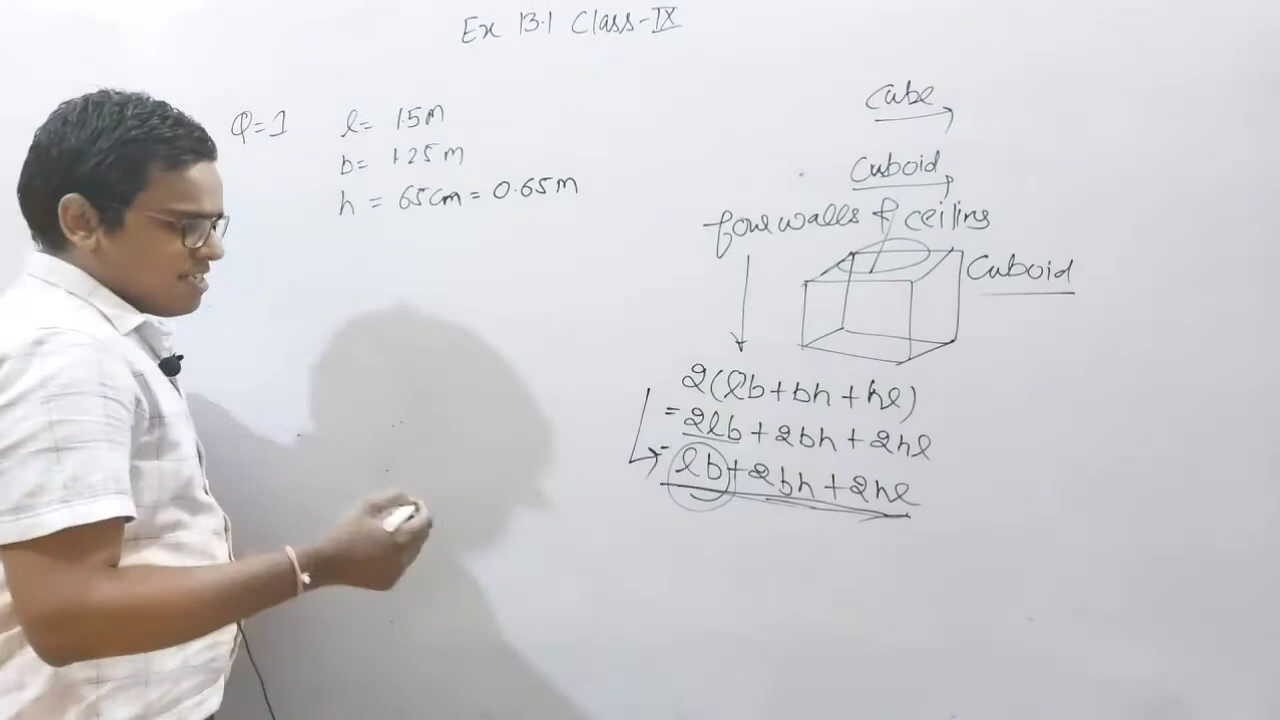 Ex 13.1 Class-IX
Q=1 l= 1.5m
b= 1.25m
h = 65cm = 0.65m
Cube
Cuboid
four walls & ceiling
Cuboid
2(lb+bh+hl)
=2lb+2bh+2hl
=lb+2bh+2hl